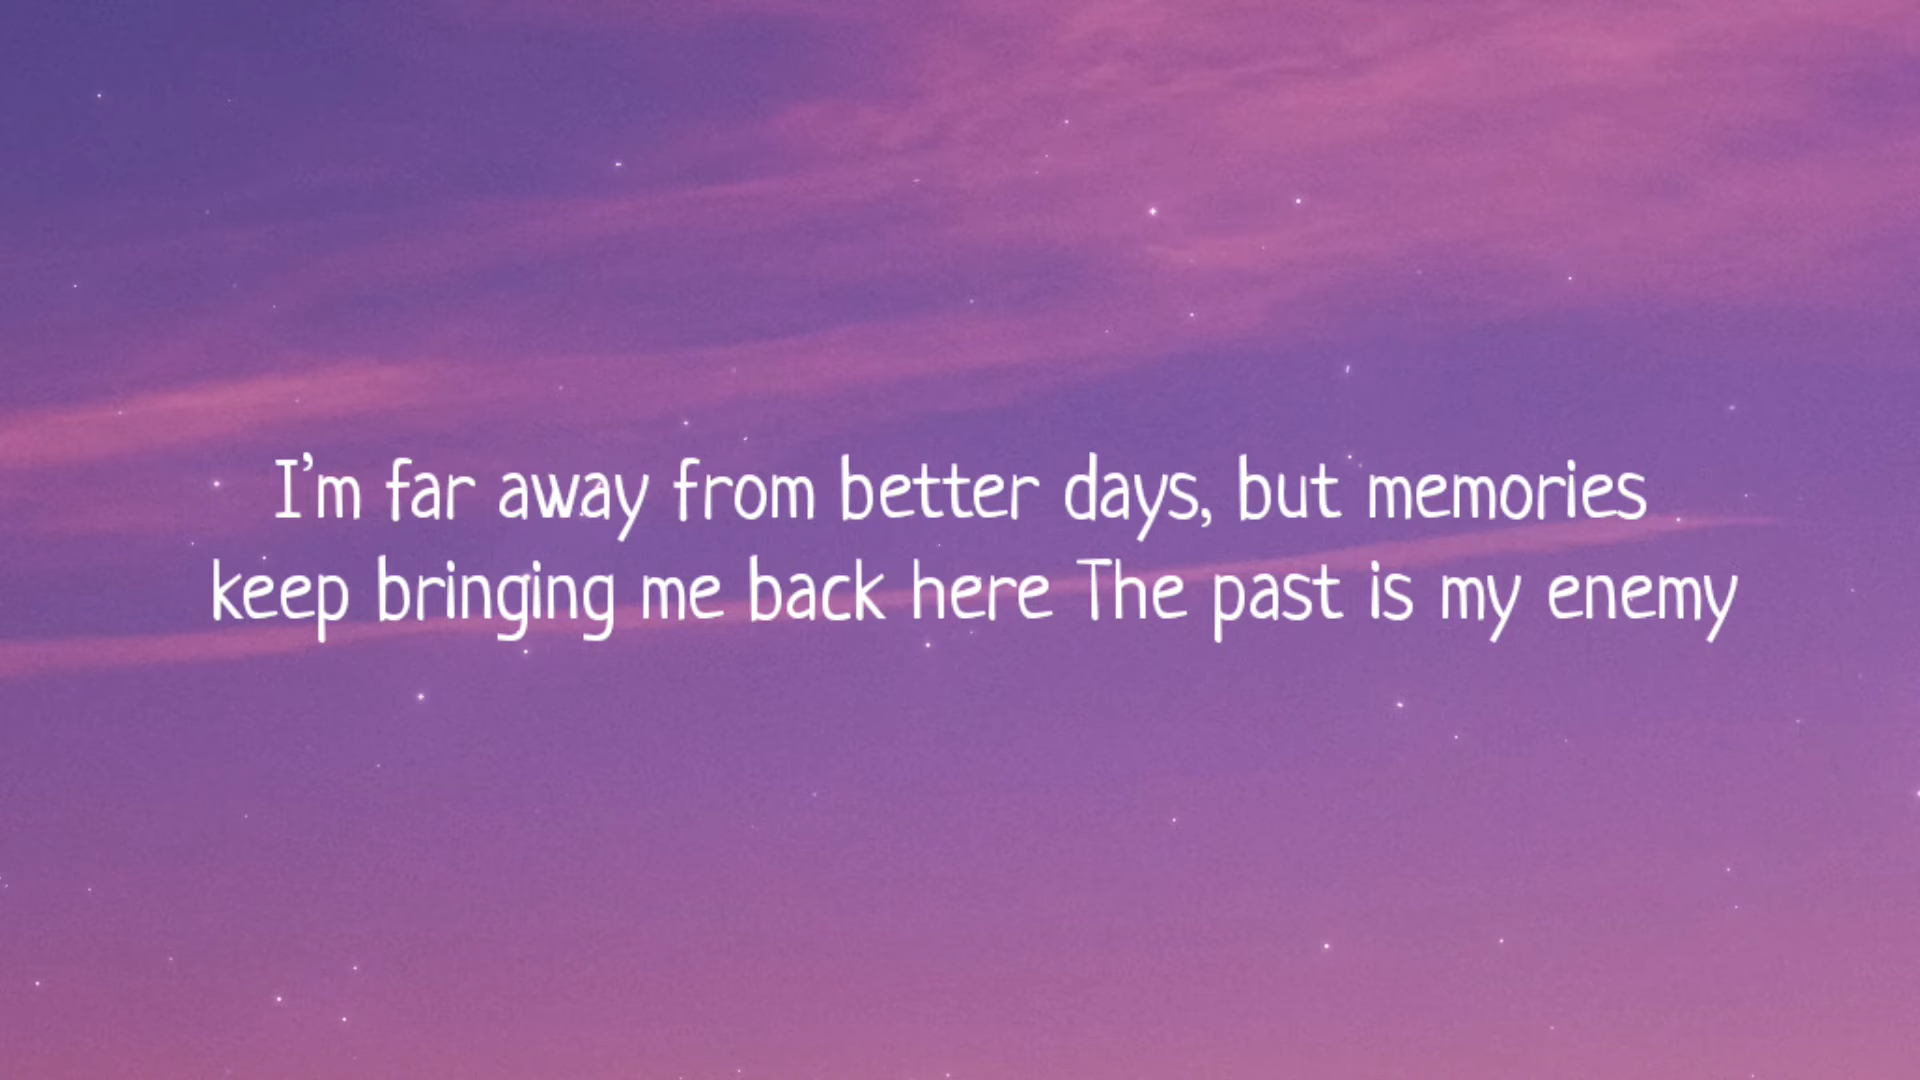 I'm far away from better days, but memories
keep bringing me back here The past is my enemy